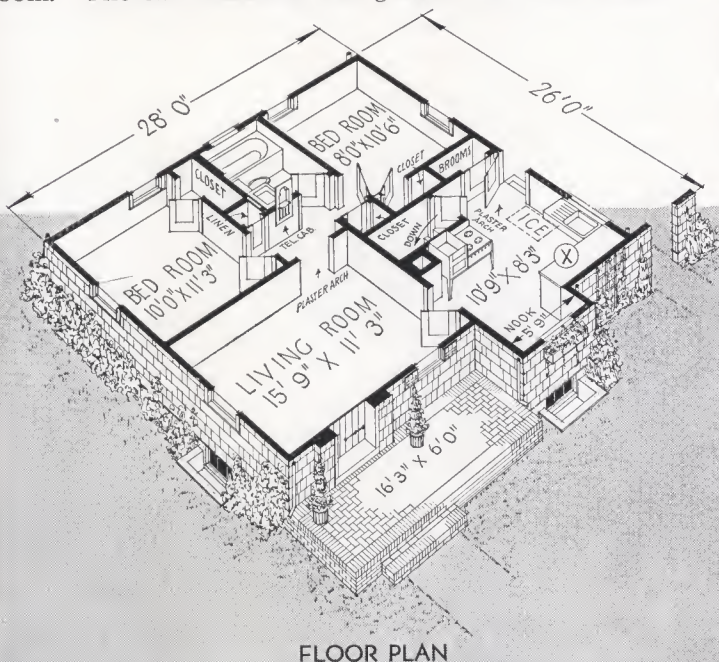 28' 0"
26'0"
BED ROOM
8'0"X10'6"
CLOSET
BROOMS
CLOSET
LINEN
TEL. CAB.
CLOSET
DOWN
PLASTER
ARCH
ICE
X
BED ROOM
10'0"X11'3"
PLASTER ARCH
10'9" X 8'3"
NOOK
5'9"
LIVING ROOM
15' 9" X 11' 3"
16'3" X 6'0"
FLOOR PLAN